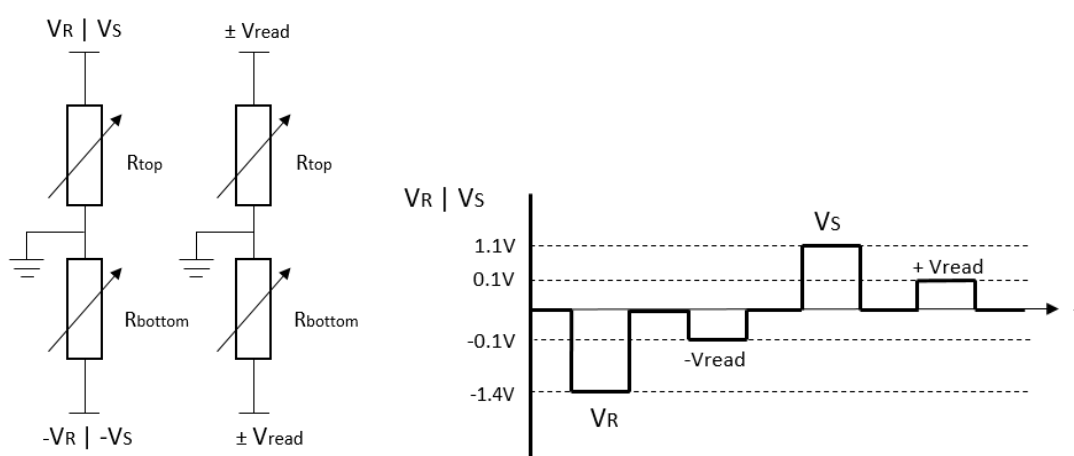 VR | VS
± Vread
Rtop
Rtop
Rbottom
Rbottom
-VR | -VS
± Vread
VR | VS
VS
1.1V
+ Vread
0.1V
-0.1V
-Vread
-1.4V
VR